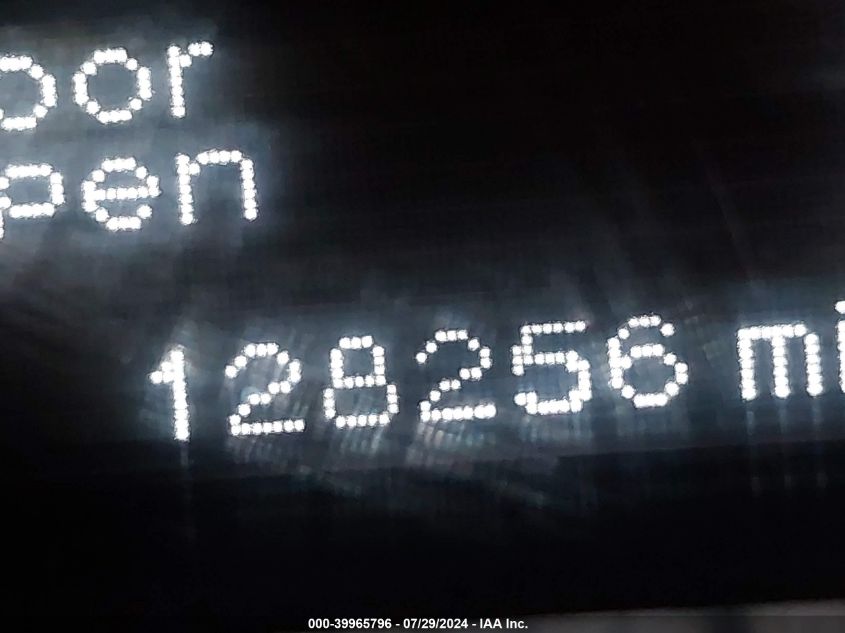 oor
pen
128256 mi
000-39965796 - 07/29/2024 - IAA Inc.